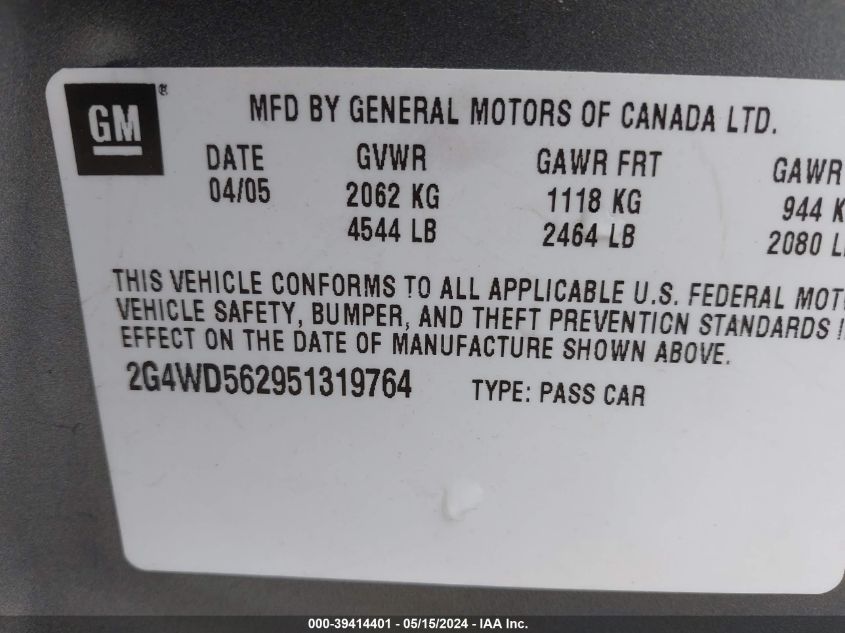 GM ®
MFD BY GENERAL MOTORS OF CANADA LTD.
DATE GVWR GAWR FRT GAWR
04/05 2062 KG 1118 KG 944 K
4544 LB 2464 LB 2080 L
THIS VEHICLE CONFORMS TO ALL APPLICABLE U.S. FEDERAL MOT
VEHICLE SAFETY, BUMPER, AND THEFT PREVENTION STANDARDS I
EFFECT ON THE DATE OF MANUFACTURE SHOWN ABOVE.
2G4WD562951319764 TYPE: PASS CAR
000-39414401 - 05/15/2024 - IAA Inc.